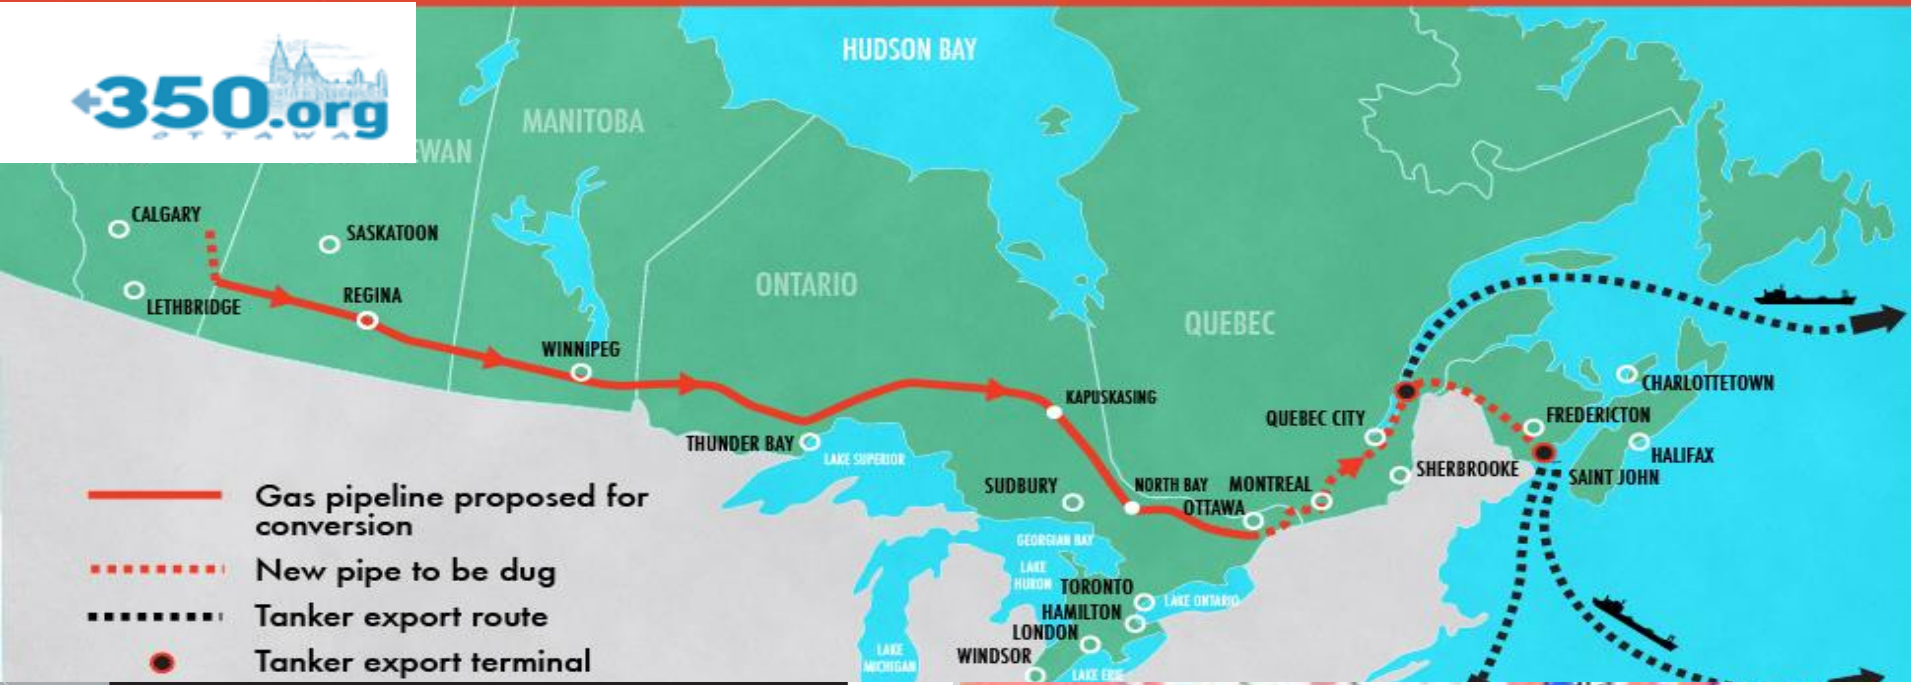 350.org
OTTAWA
HUDSON BAY
MANITOBA
EWAN
CALGARY
SASKATOON
LETHBRIDGE
REGINA
WINNIPEG
ONTARIO
QUEBEC
KAPUSKASING
THUNDER BAY
LAKE SUPERIOR
SUDBURY
NORTH BAY
OTTAWA
MONTREAL
QUEBEC CITY
SHERBROOKE
CHARLOTTETOWN
FREDERICTON
HALIFAX
SAINT JOHN
GEORGIAN BAY
LAKE
HURON
TORONTO
HAMILTON
LAKE ONTARIO
LONDON
WINDSOR
LAKE
MICHIGAN
LAKE ERIE
Gas pipeline proposed for
conversion
New pipe to be dug
Tanker export route
Tanker export terminal